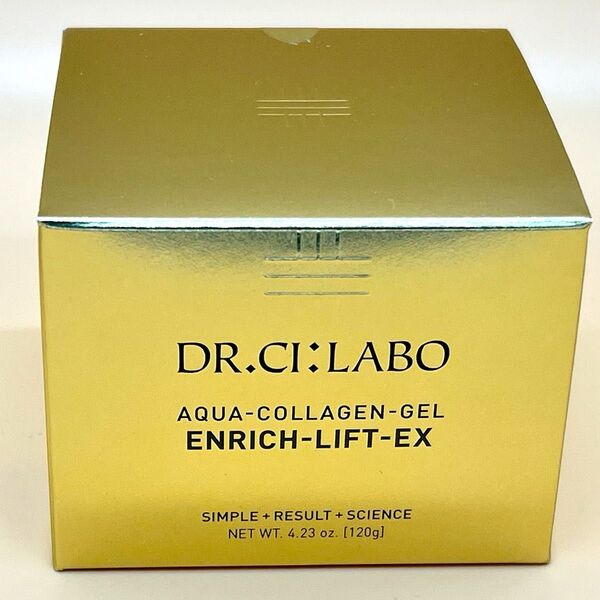 DR.CI:LABO
AQUA-COLLAGEN-GEL
ENRICH-LIFT-EX
SIMPLE+RESULT+SCIENCE
NET WT. 4.23 oz. [120g]